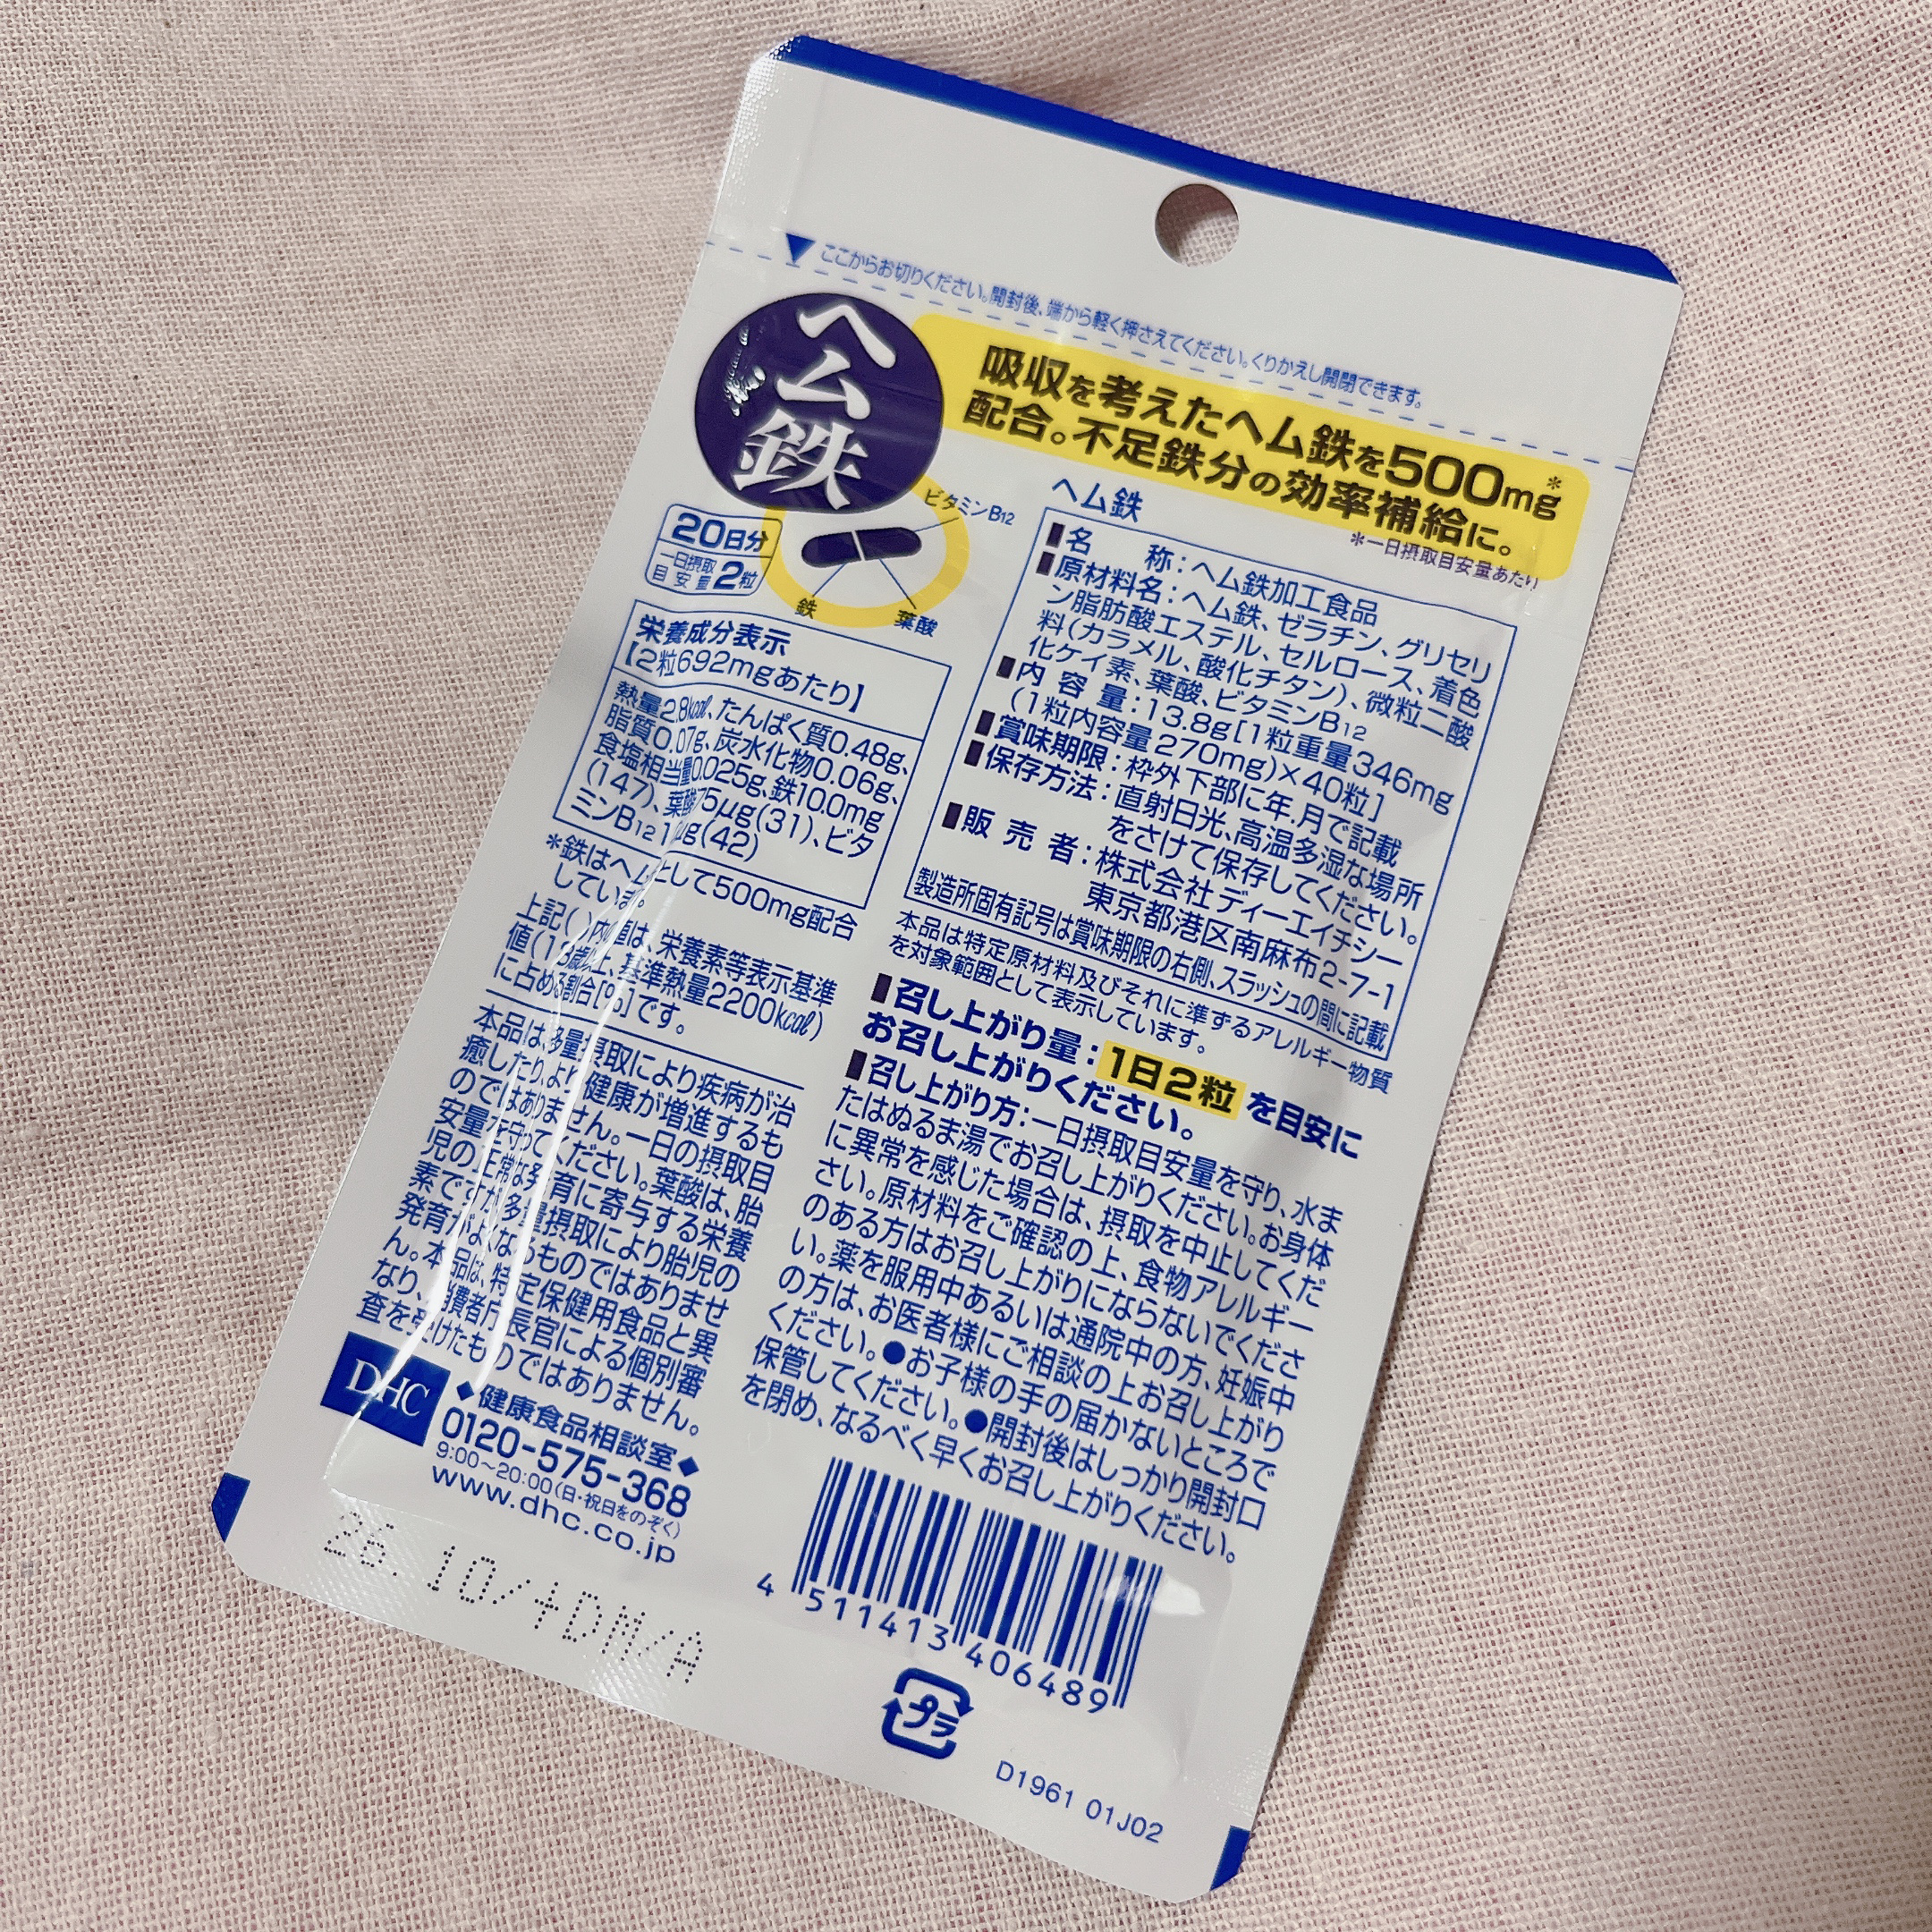 ここからお切りください。開封後、端から軽く押さえてください。くりかえし開閉できます。
ヘム鉄
吸収を考えたヘム鉄を500mg*
配合。不足鉄分の効率補給に。
*一日摂取目安量あたり
20日分
一日摂取
目安量2粒
ビタミンB12
鉄
葉酸
栄養成分表示
【2粒692mgあたり】
熱量2.8kcal、たんぱく質0.48g、
脂質0.07g、炭水化物0.06g、
食塩相当量0.025g、鉄10.0mg
(147)、葉酸75μg(31)、ビタ
ミンB12 1μg(42)
*鉄はヘム として500mg配合
しています。
上記( )内の値は、栄養素等表示基準
値(18歳以上、基準熱量2200kcal)
に占める割合[%]です。
本品は、多量摂取により疾病が治
癒したり、より健康が増進するも
のではありません。一日の摂取目
安量を守ってください。葉酸は、胎
児の正常な発育に寄与する栄養
素ですが、多量摂取により胎児の
発育がよくなるものではありませ
ん。本品は、特定保健用食品と異
なり、消費者庁長官による個別審
査を受けたものではありません。
DHC
◆健康食品相談室◆
0120-575-368
9:00〜20:00(日・祝日をのぞく)
www.dhc.co.jp
26.10/+DM/A
ヘム鉄
■名　称：ヘム鉄加工食品
■原材料名：ヘム鉄、ゼラチン、グリセリ
ン脂肪酸エステル、セルロース、着色
料(カラメル、酸化チタン)、微粒二酸
化ケイ素、葉酸、ビタミンB12
■内容量：13.8g[1粒重量346mg
(1粒内容量270mg)×40粒]
■賞味期限：枠外下部に年.月で記載
■保存方法：直射日光、高温多湿な場所
をさけて保存してください。
■販売者：株式会社ディーエイチシー
東京都港区南麻布2-7-1
製造所固有記号は賞味期限の右側、スラッシュの間に記載
本品は特定原材料及びそれに準ずるアレルギー物質
を対象範囲として表示しています。
■召し上がり量：1日2粒を目安に
お召し上がりください。
■召し上がり方：一日摂取目安量を守り、水ま
たはぬるま湯でお召し上がりください。お身体
に異常を感じた場合は、摂取を中止してくだ
さい。原材料をご確認の上、食物アレルギー
のある方はお召し上がりにならないでくださ
い。薬を服用中あるいは通院中の方、妊娠中
の方は、お医者様にご相談の上お召し上がり
ください。●お子様の手の届かないところで
保管してください。●開封後はしっかり開封口
を閉め、なるべく早くお召し上がりください。
4 511413 406489
プラ
D1961 01J02